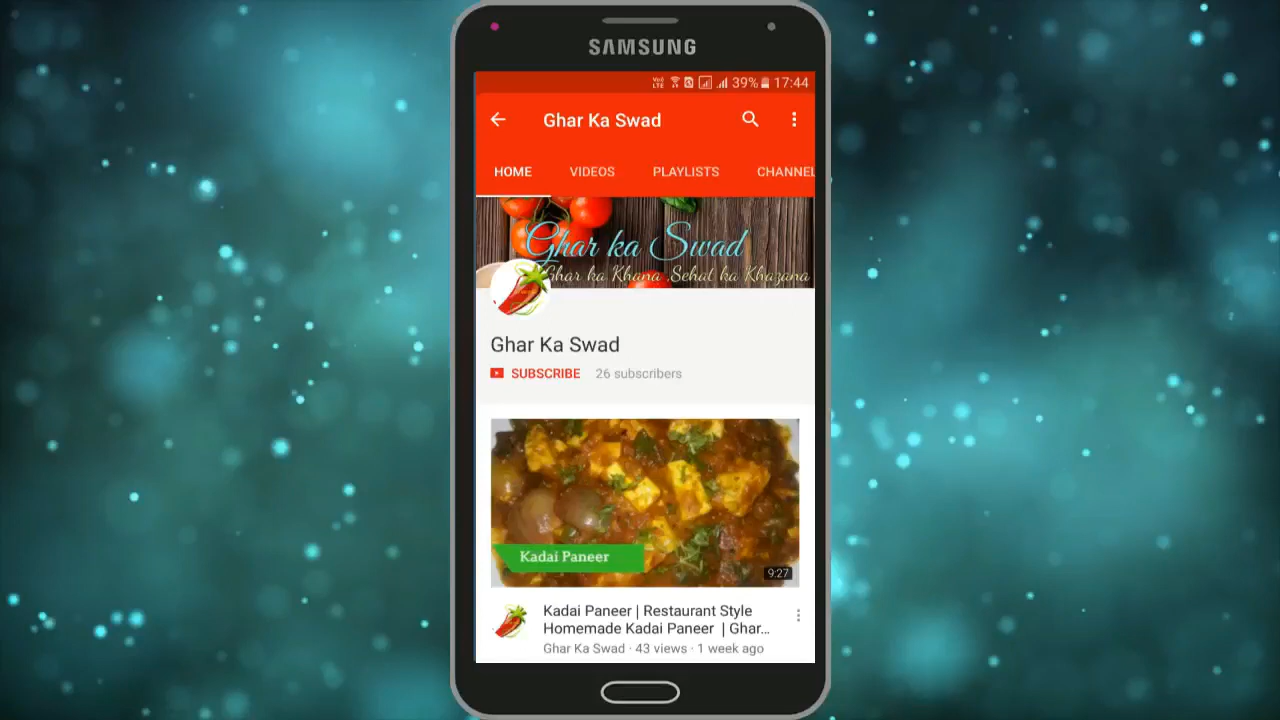 SAMSUNG
VoD LTE 39% 17:44
Ghar Ka Swad
HOME VIDEOS PLAYLISTS CHANNEL
Ghar ka Swad
Ghar ka Khana ,Sehat ka Khazana
Ghar Ka Swad
SUBSCRIBE 26 subscribers
Kadai Paneer
9:27
Kadai Paneer | Restaurant Style
Homemade Kadai Paneer | Ghar...
Ghar Ka Swad · 43 views · 1 week ago